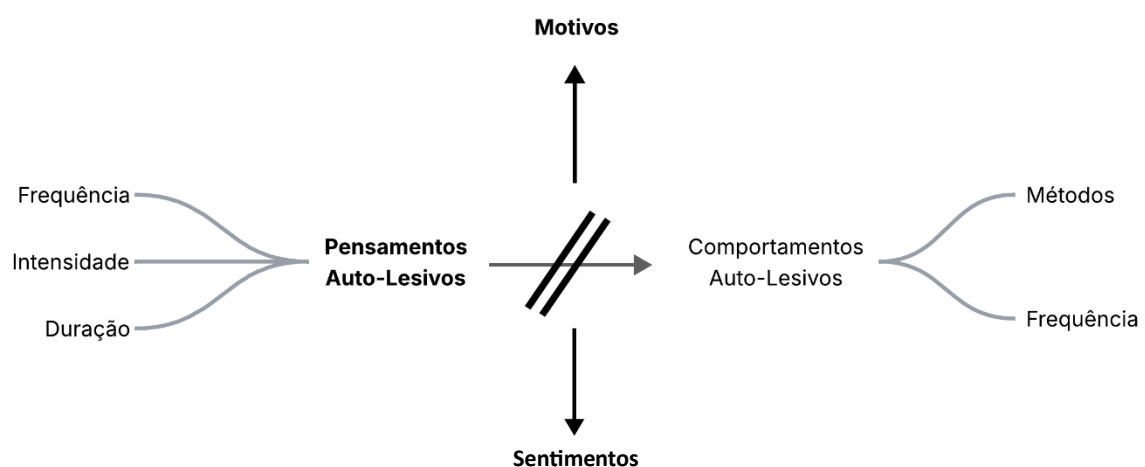 Motivos
Frequência
Intensidade
Duração
Pensamentos
Auto-Lesivos
Comportamentos
Auto-Lesivos
Métodos
Frequência
Sentimentos